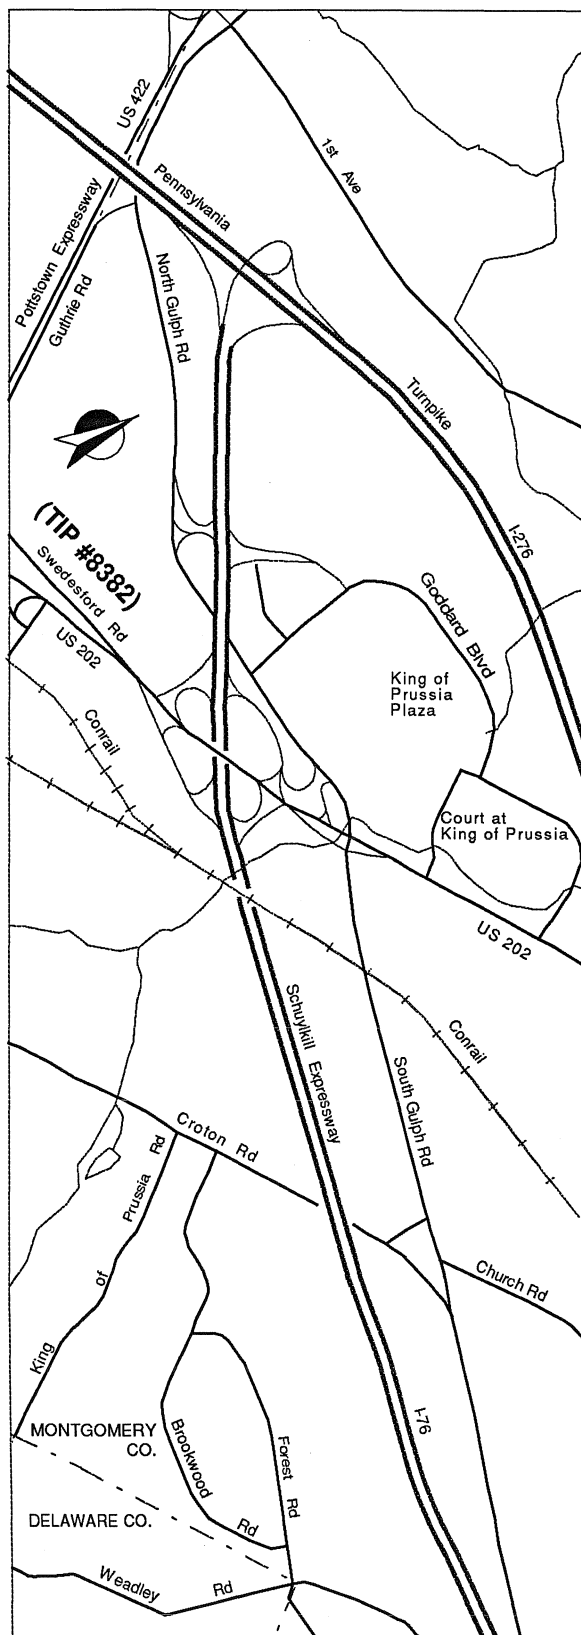 US 422
1st Ave
Pennsylvania
Pottstown Expressway
Guthrie Rd
North Gulph Rd
Turnpike
I-276
(TIP #8382)
Swedesford Rd
US 202
Goddard Blvd
King of
Prussia
Plaza
Conrail
Court at
King of Prussia
US 202
Schuylkill Expressway
Conrail
South Gulph Rd
Croton Rd
King of Prussia Rd
Church Rd
I-76
MONTGOMERY
CO.
Brookwood Rd
Forest Rd
DELAWARE CO.
Weadley Rd